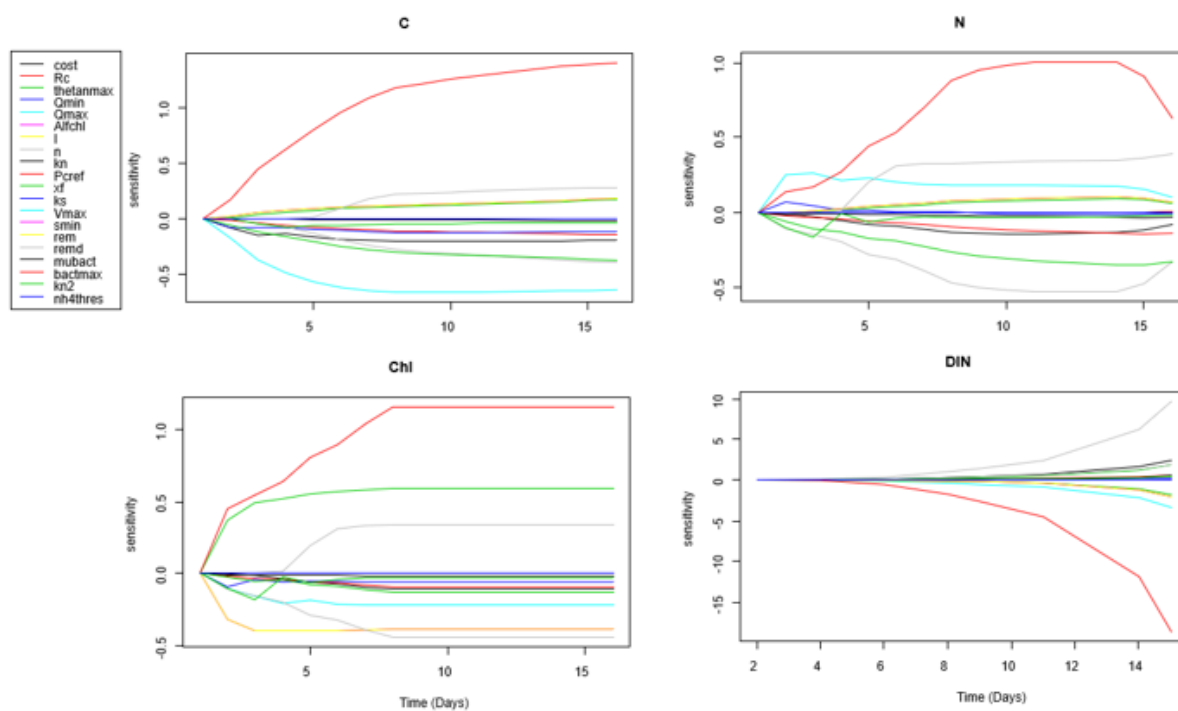 C
cost
Rc
thetanmax
Qmin
Qmax
Alfchl
I
n
kn
Pcref
xf
ks
Vmax
smin
rem
remd
mubact
bactmax
kn2
nh4thres
sensitivity
1.0
0.5
0.0
-0.5
5
10
15
N
sensitivity
1.0
0.5
0.0
-0.5
5
10
15
Chl
sensitivity
1.0
0.5
0.0
-0.5
5
10
15
Time (Days)
DIN
sensitivity
10
5
0
-5
-10
-15
2
4
6
8
10
12
14
Time (Days)